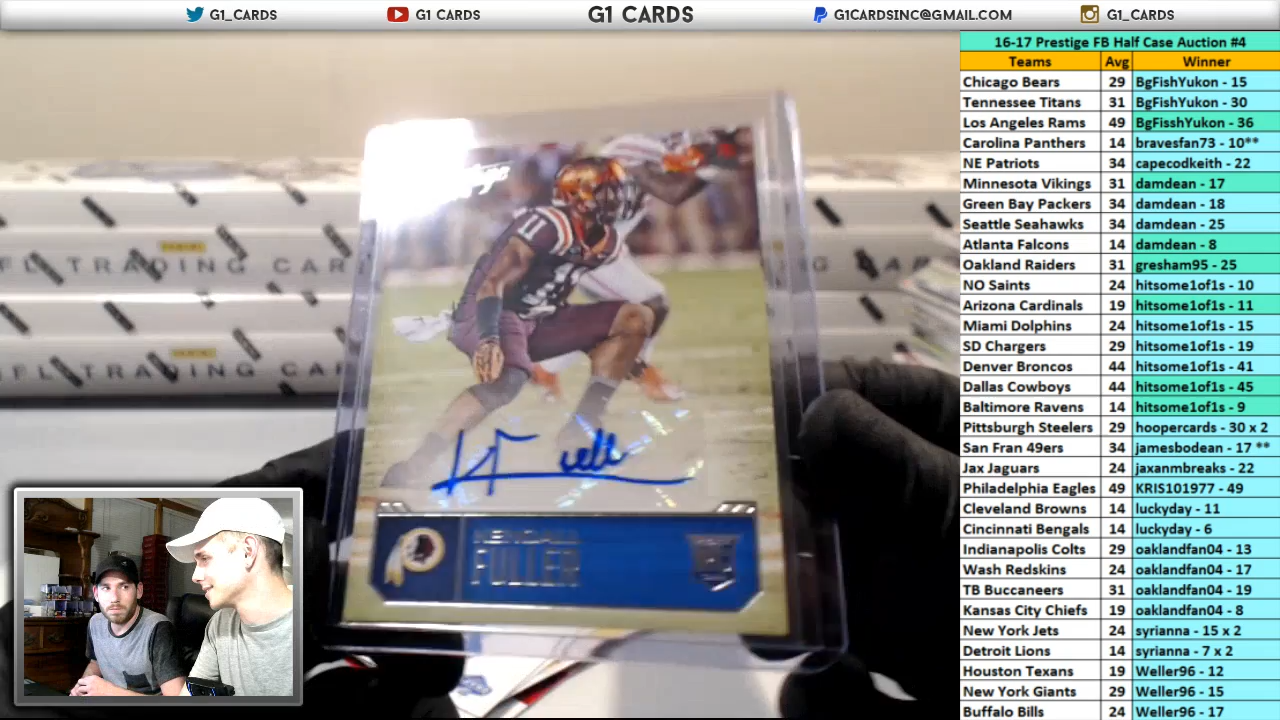 G1_CARDS G1 CARDS G1 CARDS G1CARDSINC@GMAIL.COM G1_CARDS
16-17 Prestige FB Half Case Auction #4
Teams Avg Winner
Chicago Bears 29 BgFishYukon - 15
Tennessee Titans 31 BgFishYukon - 30
Los Angeles Rams 49 BgFisshYukon - 36
Carolina Panthers 14 bravesfan73 - 10**
NE Patriots 34 capecodkeith - 22
Minnesota Vikings 31 damdean - 17
Green Bay Packers 34 damdean - 18
Seattle Seahawks 34 damdean - 25
Atlanta Falcons 14 damdean - 8
Oakland Raiders 31 gresham95 - 25
NO Saints 24 hitsome1of1s - 10
Arizona Cardinals 19 hitsome1of1s - 11
Miami Dolphins 24 hitsome1of1s - 15
SD Chargers 29 hitsome1of1s - 19
Denver Broncos 44 hitsome1of1s - 41
Dallas Cowboys 44 hitsome1of1s - 45
Baltimore Ravens 14 hitsome1of1s - 9
Pittsburgh Steelers 29 hoopercards - 30 x 2
San Fran 49ers 34 jamesbodean - 17 **
Jax Jaguars 24 jaxanmbreaks - 22
Philadelphia Eagles 49 KRIS101977 - 49
Cleveland Browns 14 luckyday - 11
Cincinnati Bengals 14 luckyday - 6
Indianapolis Colts 29 oaklandfan04 - 13
Wash Redskins 24 oaklandfan04 - 17
TB Buccaneers 31 oaklandfan04 - 19
Kansas City Chiefs 19 oaklandfan04 - 8
New York Jets 24 syrianna - 15 x 2
Detroit Lions 14 syrianna - 7 x 2
Houston Texans 19 Weller96 - 12
New York Giants 29 Weller96 - 15
Buffalo Bills 24 Weller96 - 17
11
KENDALL
FULLER
PANINI
FL TRADING CAR
PANINI
FL TRADING CAR